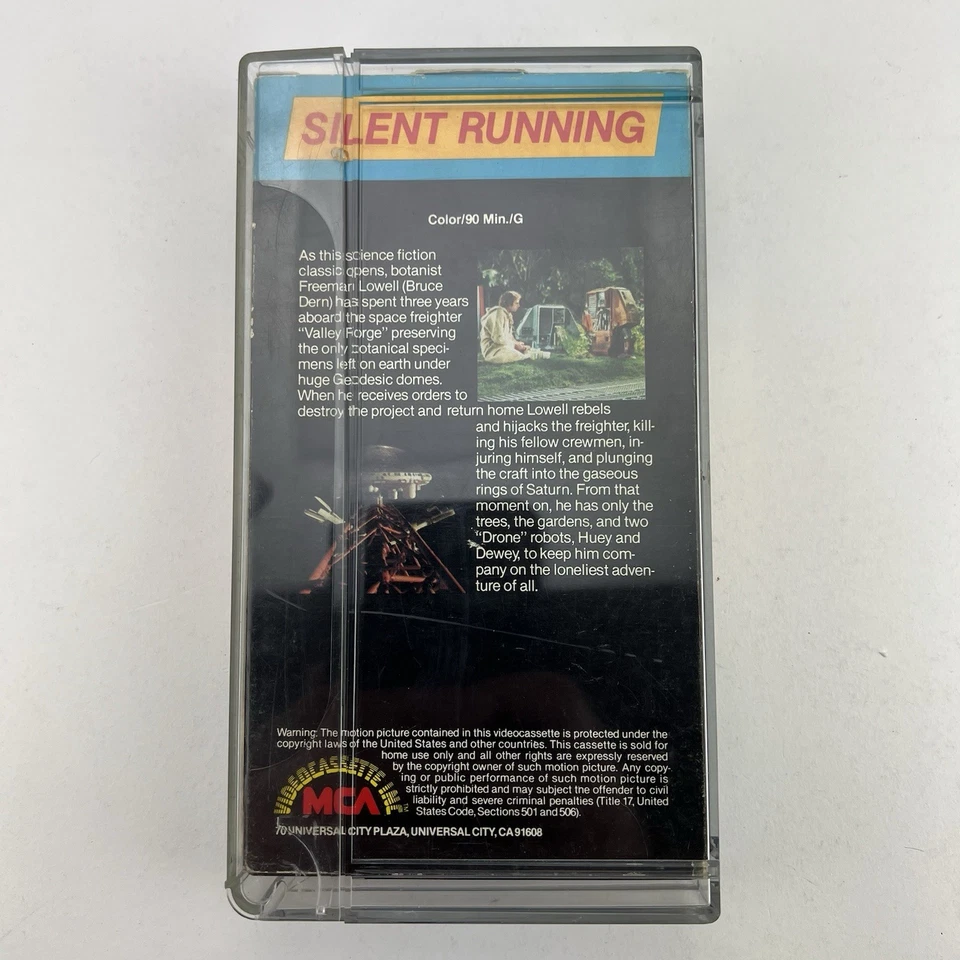 SILENT RUNNING
Color/90 Min./G
As this science fiction
classic opens, botanist
Freeman Lowell (Bruce
Dern) has spent three years
aboard the space freighter
“Valley Forge” preserving
the only botanical speci-
mens left on earth under
huge Geodesic domes.
When he receives orders to
destroy the project and return home Lowell rebels
and hijacks the freighter, kill-
ing his fellow crewmen, in-
juring himself, and plunging
the craft into the gaseous
rings of Saturn. From that
moment on, he has only the
trees, the gardens, and two
“Drone” robots, Huey and
Dewey, to keep him com-
pany on the loneliest adven-
ture of all.
Warning: The motion picture contained in this videocassette is protected under the
copyright laws of the United States and other countries. This cassette is sold for
home use only and all other rights are expressly reserved
by the copyright owner of such motion picture. Any copy-
ing or public performance of such motion picture is
strictly prohibited and may subject the offender to civil
liability and severe criminal penalties (Title 17, United
States Code, Sections 501 and 506).
MCA
VIDEOCASSETTE INC.
70 UNIVERSAL CITY PLAZA, UNIVERSAL CITY, CA 91608